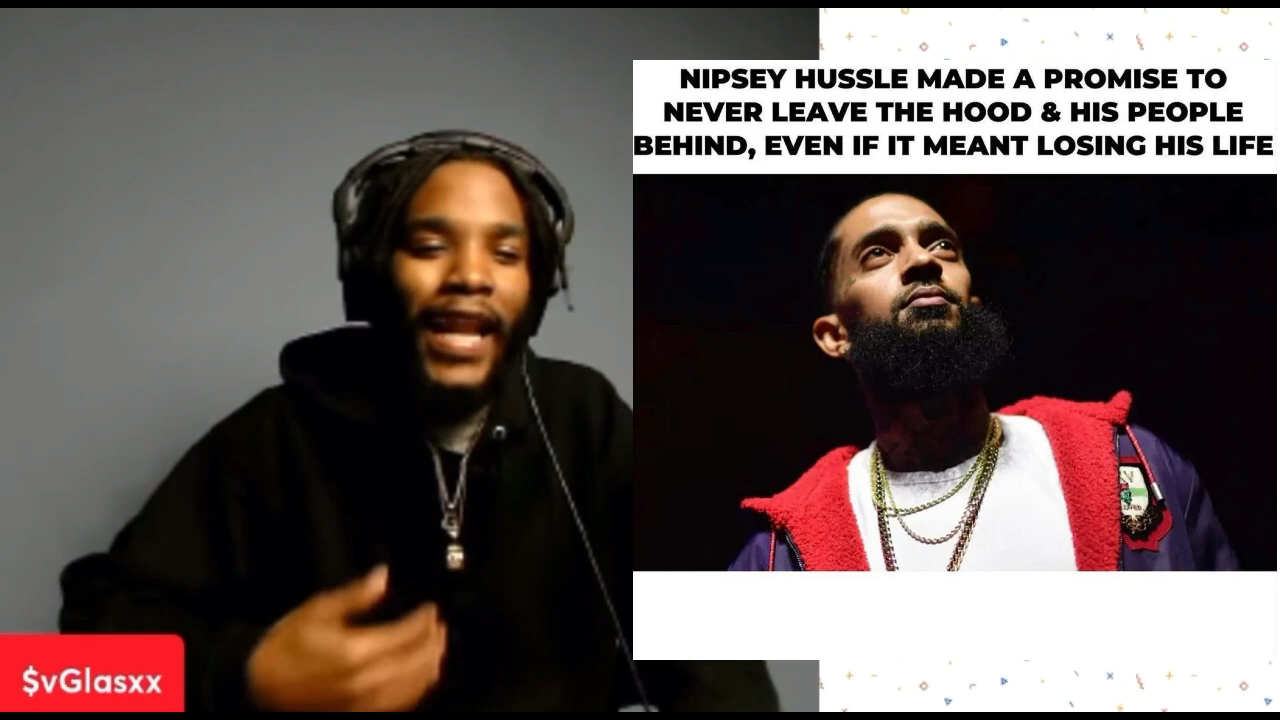 NIPSEY HUSSLE MADE A PROMISE TO
NEVER LEAVE THE HOOD & HIS PEOPLE
BEHIND, EVEN IF IT MEANT LOSING HIS LIFE
$vGlasxx